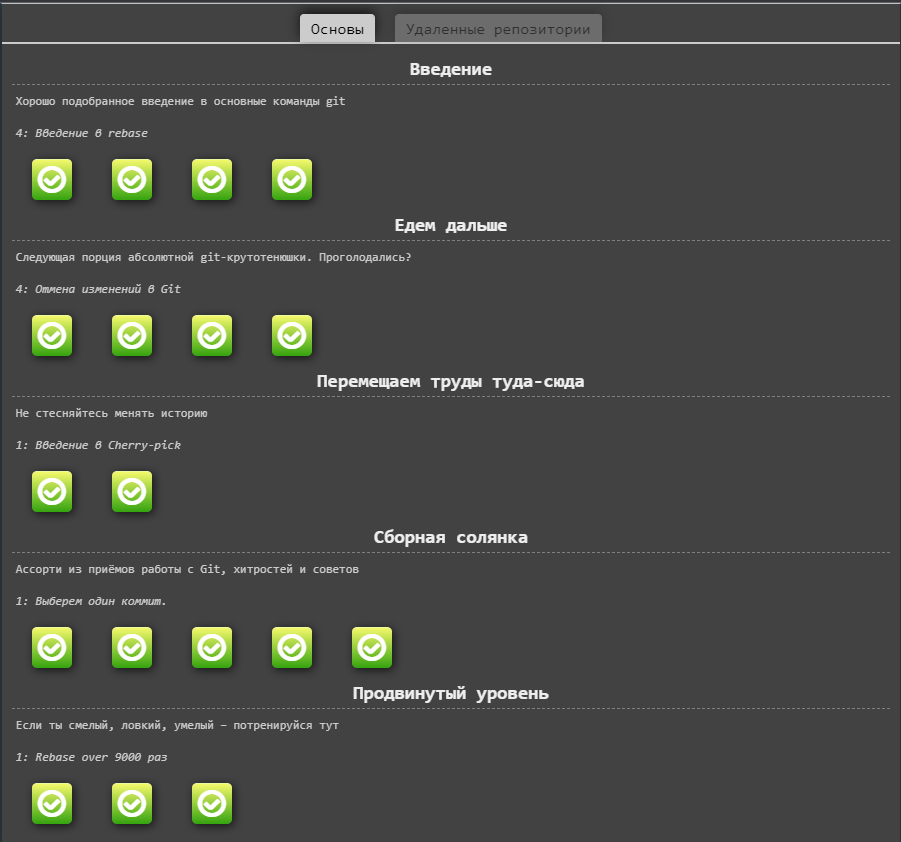 Основы Удаленные репозитории
Введение
Хорошо подобранное введение в основные команды git
4: Введение в rebase
Едем дальше
Следующая порция абсолютной git-крутотенюшки. Проголодались?
4: Отмена изменений в Git
Перемещаем труды туда-сюда
Не стесняйтесь менять историю
1: Введение в Cherry-pick
Сборная солянка
Ассорти из приёмов работы с Git, хитростей и советов
1: Выберем один коммит.
Продвинутый уровень
Если ты смелый, ловкий, умелый – потренируйся тут
1: Rebase over 9000 раз